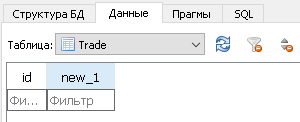 Структура БД Данные Прагмы SQL
Таблица: Trade
id new_1
Фи... Фильтр